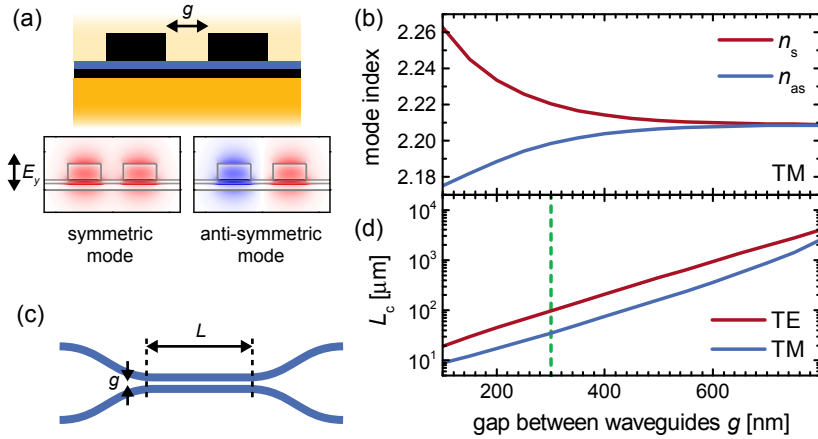 (a)
g
E_y
symmetric
mode
anti-symmetric
mode
(b)
mode index
2.26
2.24
2.22
2.20
2.18
n_s
n_as
TM
(c)
L
g
(d)
L_c [μm]
10^4
10^3
10^2
10^1
TE
TM
200
400
600
gap between waveguides g [nm]